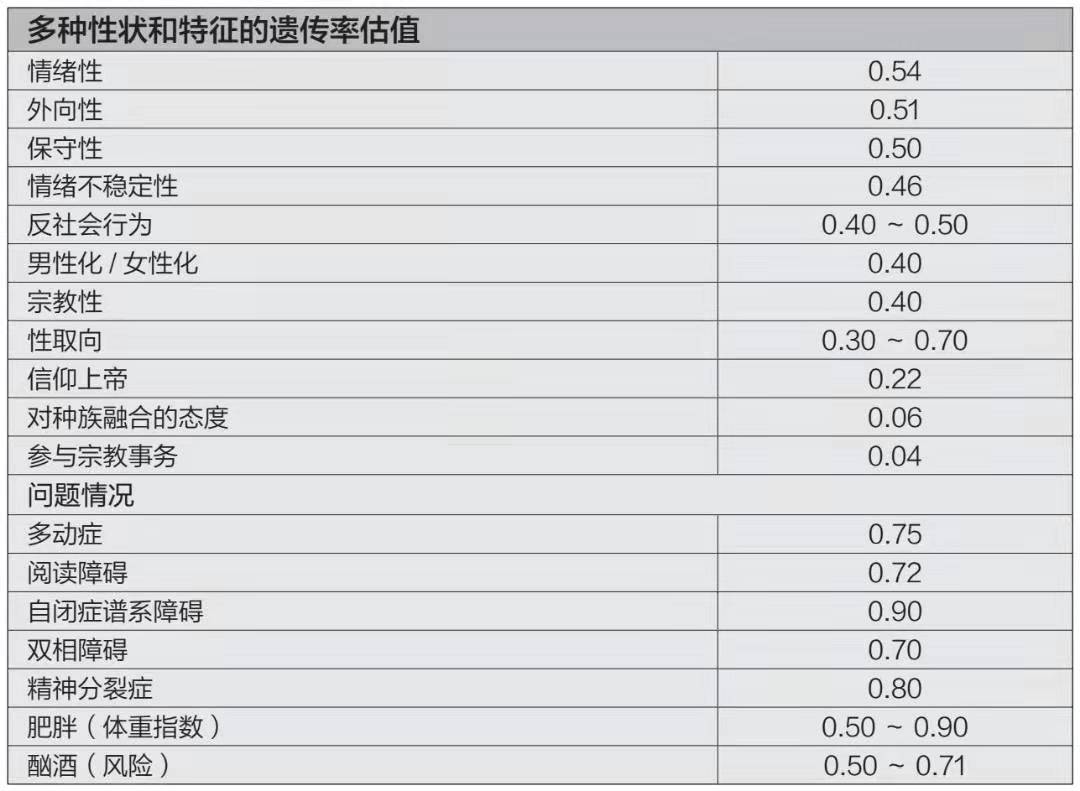 多种性状和特征的遗传率估值
情绪性 0.54
外向性 0.51
保守性 0.50
情绪不稳定性 0.46
反社会行为 0.40 ~ 0.50
男性化 / 女性化 0.40
宗教性 0.40
性取向 0.30 ~ 0.70
信仰上帝 0.22
对种族融合的态度 0.06
参与宗教事务 0.04
问题情况
多动症 0.75
阅读障碍 0.72
自闭症谱系障碍 0.90
双相障碍 0.70
精神分裂症 0.80
肥胖（体重指数） 0.50 ~ 0.90
酗酒（风险） 0.50 ~ 0.71